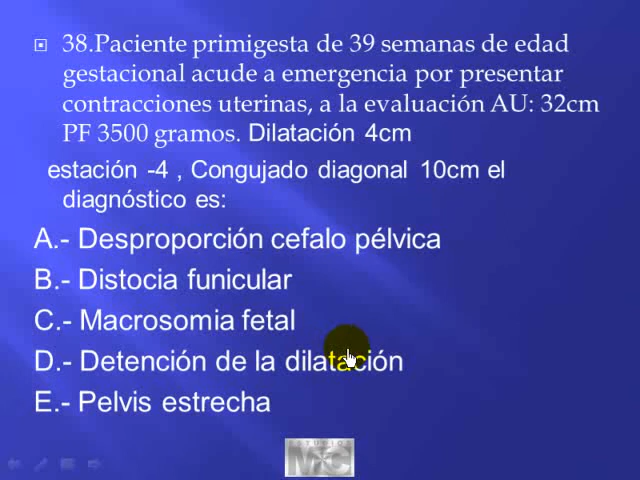 38.Paciente primigesta de 39 semanas de edad
gestacional acude a emergencia por presentar
contracciones uterinas, a la evaluación AU: 32cm
PF 3500 gramos. Dilatación 4cm
estación -4 , Congujado diagonal 10cm el
diagnóstico es:
A.- Desproporción cefalo pélvica
B.- Distocia funicular
C.- Macrosomia fetal
D.- Detención de la dilatación
E.- Pelvis estrecha
ESTUDIOS
M C